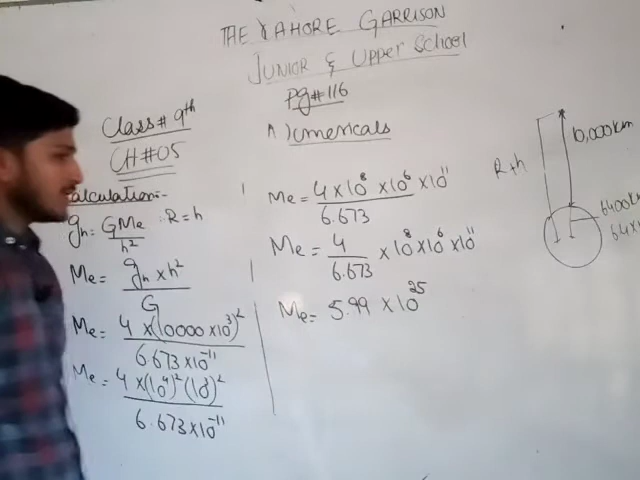 THE LAHORE GARRISON
JUNIOR & Upper School
Pg#116
Class# 9th
CH#05
Numericals
alculation:-
gh = GMe/h² : R=h
Me = gh × h²/G
Me = 4 × (10000 × 10³)²/6.673 × 10⁻¹¹
Me = 4 × (10⁴)² (10³)²/6.673 × 10⁻¹¹
Me = 4 × 10⁸ × 10⁶ × 10¹¹/6.673
Me = 4/6.673 × 10⁸ × 10⁶ × 10¹¹
Me = 5.99 × 10²⁵
10,000km
R+h
6400k